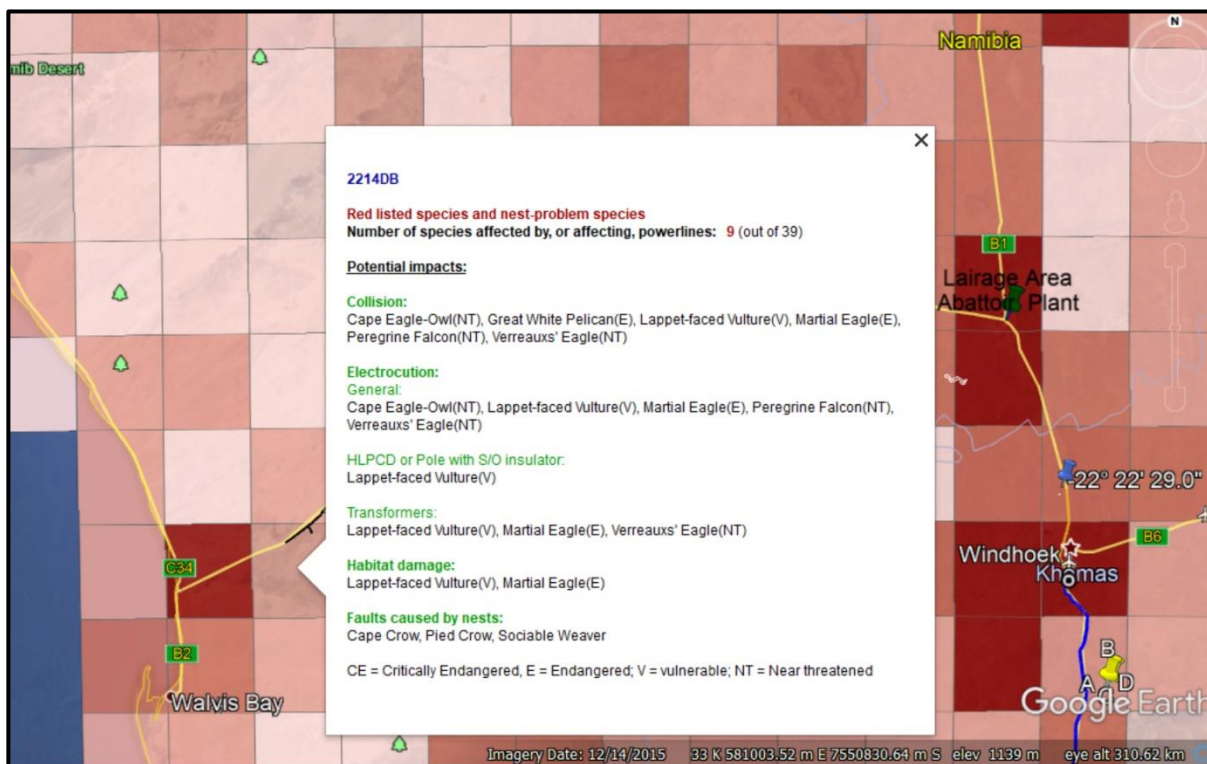 Namibia
mib Desert
2214DB
Red listed species and nest-problem species
Number of species affected by, or affecting, powerlines: 9 (out of 39)
Potential impacts:
Collision:
Cape Eagle-Owl(NT), Great White Pelican(E), Lappet-faced Vulture(V), Martial Eagle(E),
Peregrine Falcon(NT), Verreauxs' Eagle(NT)
Electrocution:
General:
Cape Eagle-Owl(NT), Lappet-faced Vulture(V), Martial Eagle(E), Peregrine Falcon(NT),
Verreauxs' Eagle(NT)
HLPCD or Pole with S/O insulator:
Lappet-faced Vulture(V)
Transformers:
Lappet-faced Vulture(V), Martial Eagle(E), Verreauxs' Eagle(NT)
Habitat damage:
Lappet-faced Vulture(V), Martial Eagle(E)
Faults caused by nests:
Cape Crow, Pied Crow, Sociable Weaver
CE = Critically Endangered, E = Endangered; V = vulnerable; NT = Near threatened
N
B1
Lairage Area
Abattoir Plant
-22° 22' 29.0"
B6
Windhoek
Khomas
C34
B2
Walvis Bay
B
A
D
Google Earth
Imagery Date: 12/14/2015 33 K 581003.52 m E 7550830.64 m S elev 1139 m eye alt 310.62 km